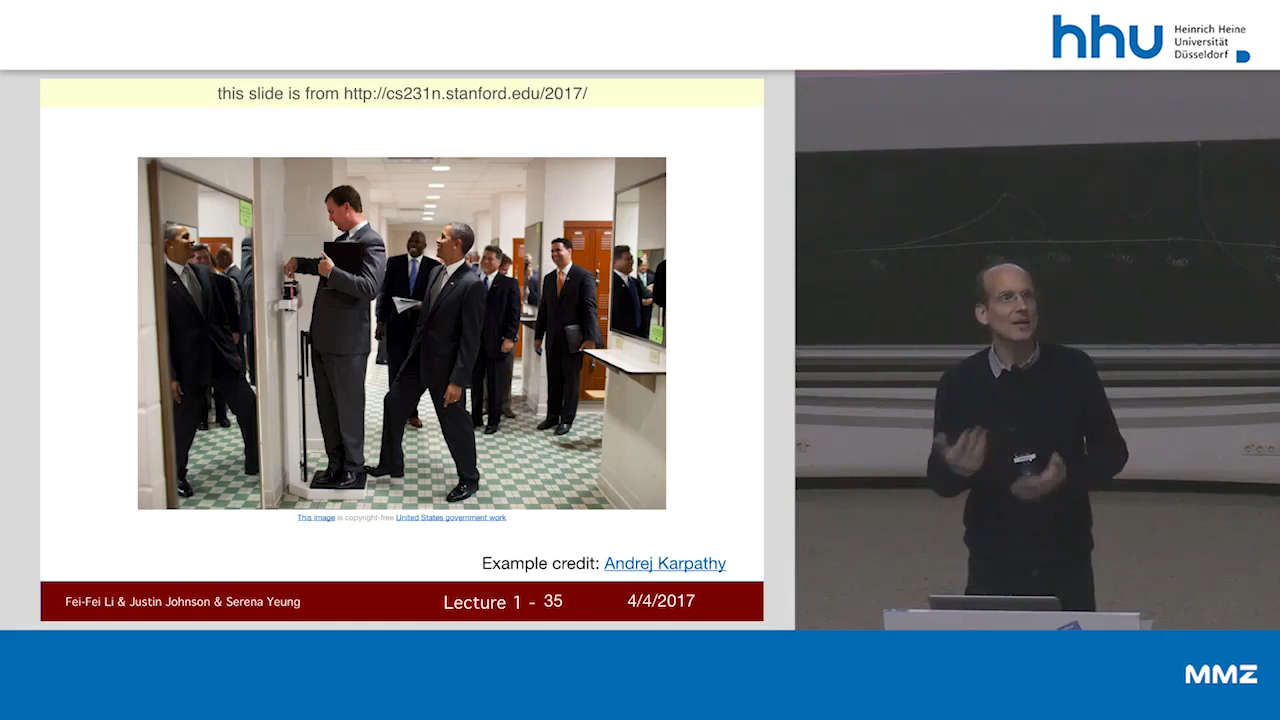 hhu Heinrich Heine
Universität
Düsseldorf
this slide is from http://cs231n.stanford.edu/2017/
This image is copyright-free United States government work
Example credit: Andrej Karpathy
Fei-Fei Li & Justin Johnson & Serena Yeung
Lecture 1 - 35
4/4/2017
MMZ